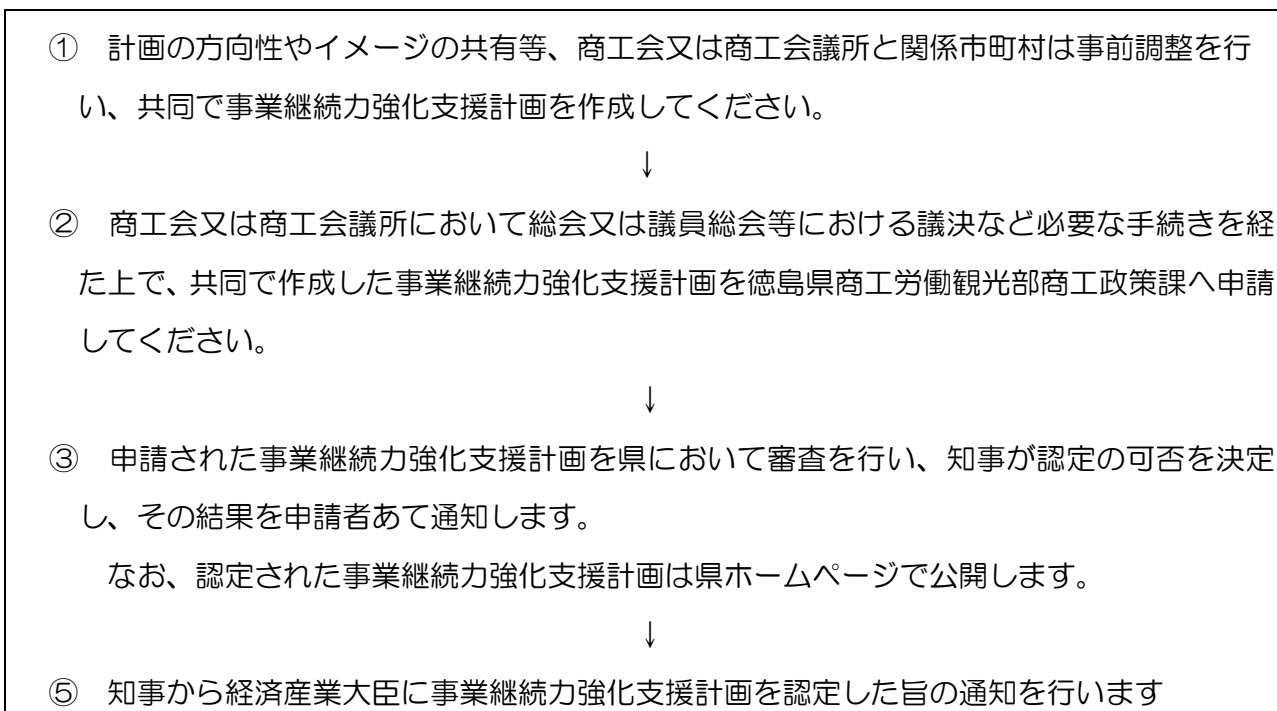 ① 計画の方向性やイメージの共有等、商工会又は商工会議所と関係市町村は事前調整を行
い、共同で事業継続力強化支援計画を作成してください。
↓
② 商工会又は商工会議所において総会又は議員総会等における議決など必要な手続きを経
た上で、共同で作成した事業継続力強化支援計画を徳島県商工労働観光部商工政策課へ申請
してください。
↓
③ 申請された事業継続力強化支援計画を県において審査を行い、知事が認定の可否を決定
し、その結果を申請者あて通知します。
なお、認定された事業継続力強化支援計画は県ホームページで公開します。
↓
⑤ 知事から経済産業大臣に事業継続力強化支援計画を認定した旨の通知を行います